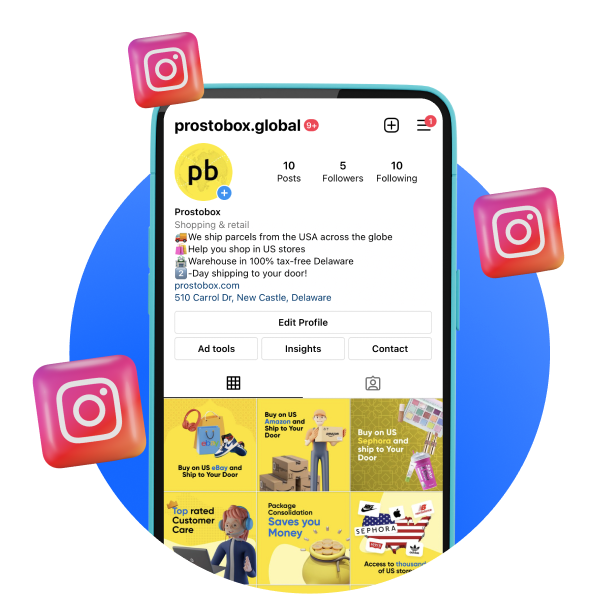 prostobox.global 9+
1
pb
10 5 10
Posts Followers Following
Prostobox
Shopping & retail
We ship parcels from the USA across the globe
Help you shop in US stores
Warehouse in 100% tax-free Delaware
2-Day shipping to your door!
prostobox.com
510 Carrol Dr, New Castle, Delaware
Edit Profile
Ad tools Insights Contact
ebay
Buy on US eBay and
Ship to Your Door
Buy on US
Amazon and
Ship to Your
Door
Buy on US
Sephora and
ship to Your
Door
Top rated
Customer
Care
Package
Consolidation
Saves you
Money
SEPHORA
adidas
Access to thousand
of US stor